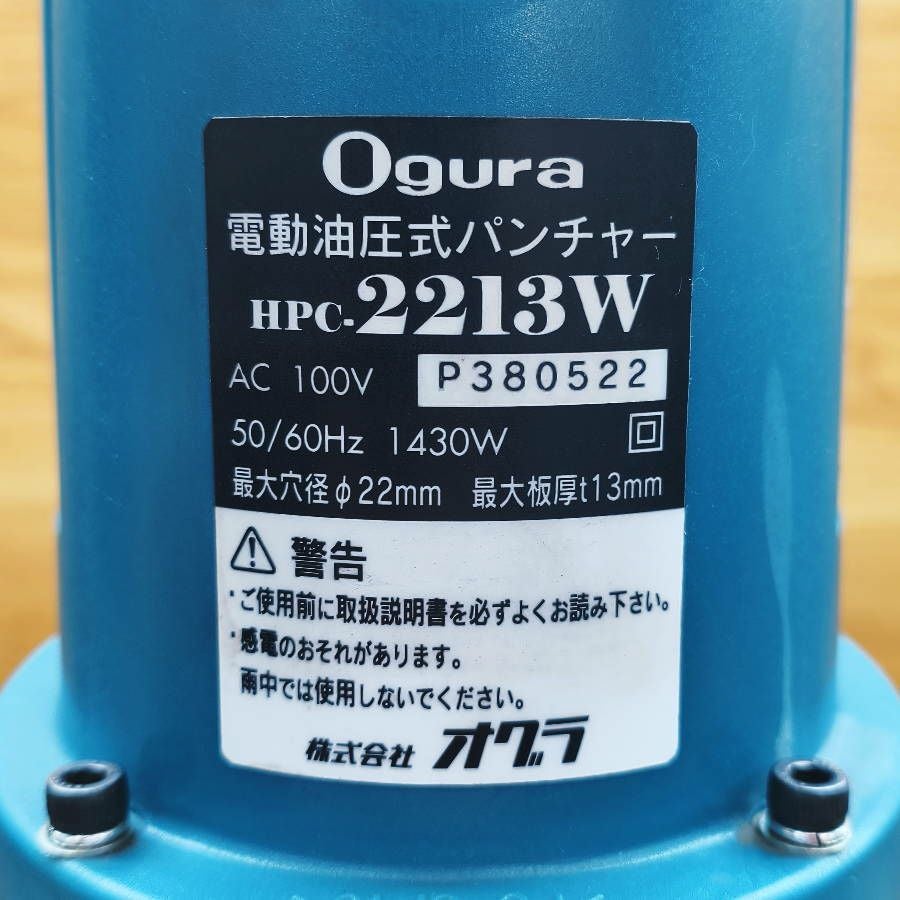 Ogura
電動油圧式パンチャー
HPC-2213W
AC 100V P380522
50/60Hz 1430W
最大穴径φ22mm 最大板厚t13mm
警告
・ご使用前に取扱説明書を必ずよくお読み下さい。
・感電のおそれがあります。
雨中では使用しないでください。
株式会社 オグラ